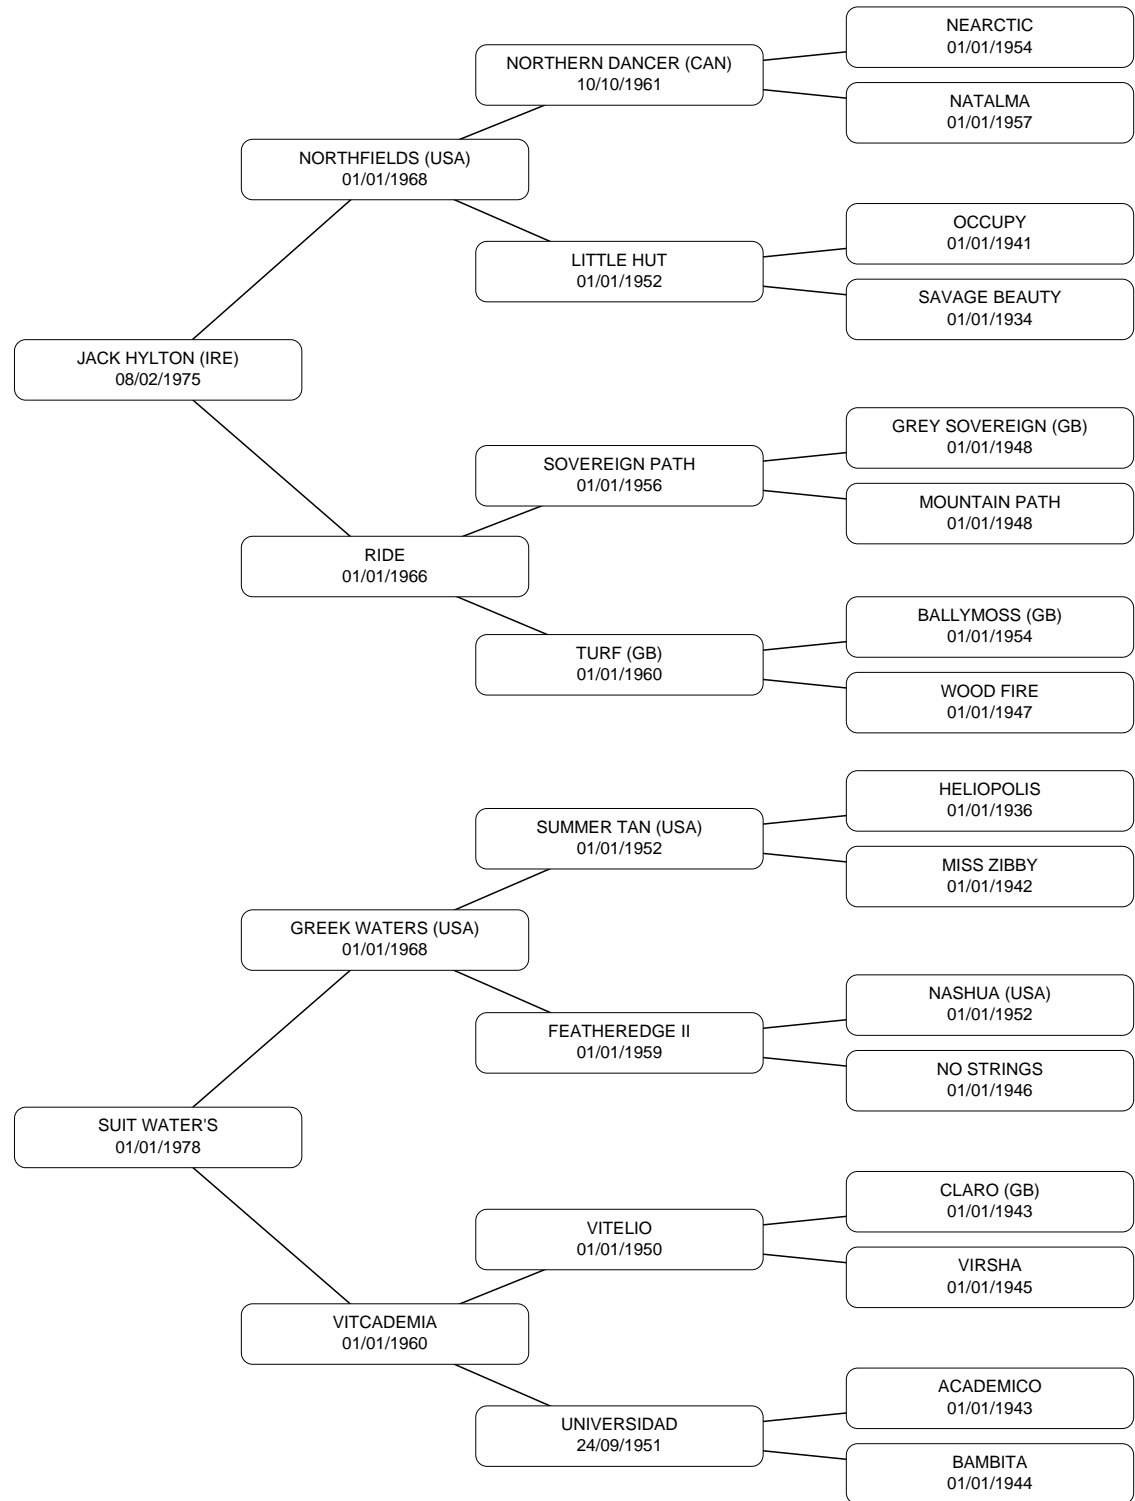 NEARCTIC
01/01/1954
NORTHERN DANCER (CAN)
10/10/1961
NATALMA
01/01/1957
NORTHFIELDS (USA)
01/01/1968
OCCUPY
01/01/1941
LITTLE HUT
01/01/1952
SAVAGE BEAUTY
01/01/1934
JACK HYLTON (IRE)
08/02/1975
GREY SOVEREIGN (GB)
01/01/1948
SOVEREIGN PATH
01/01/1956
MOUNTAIN PATH
01/01/1948
RIDE
01/01/1966
BALLYMOSS (GB)
01/01/1954
TURF (GB)
01/01/1960
WOOD FIRE
01/01/1947
HELIOPOLIS
01/01/1936
SUMMER TAN (USA)
01/01/1952
MISS ZIBBY
01/01/1942
GREEK WATERS (USA)
01/01/1968
NASHUA (USA)
01/01/1952
FEATHEREDGE II
01/01/1959
NO STRINGS
01/01/1946
SUIT WATER'S
01/01/1978
CLARO (GB)
01/01/1943
VITELIO
01/01/1950
VIRSHA
01/01/1945
VITCADEMIA
01/01/1960
ACADEMICO
01/01/1943
UNIVERSIDAD
24/09/1951
BAMBITA
01/01/1944